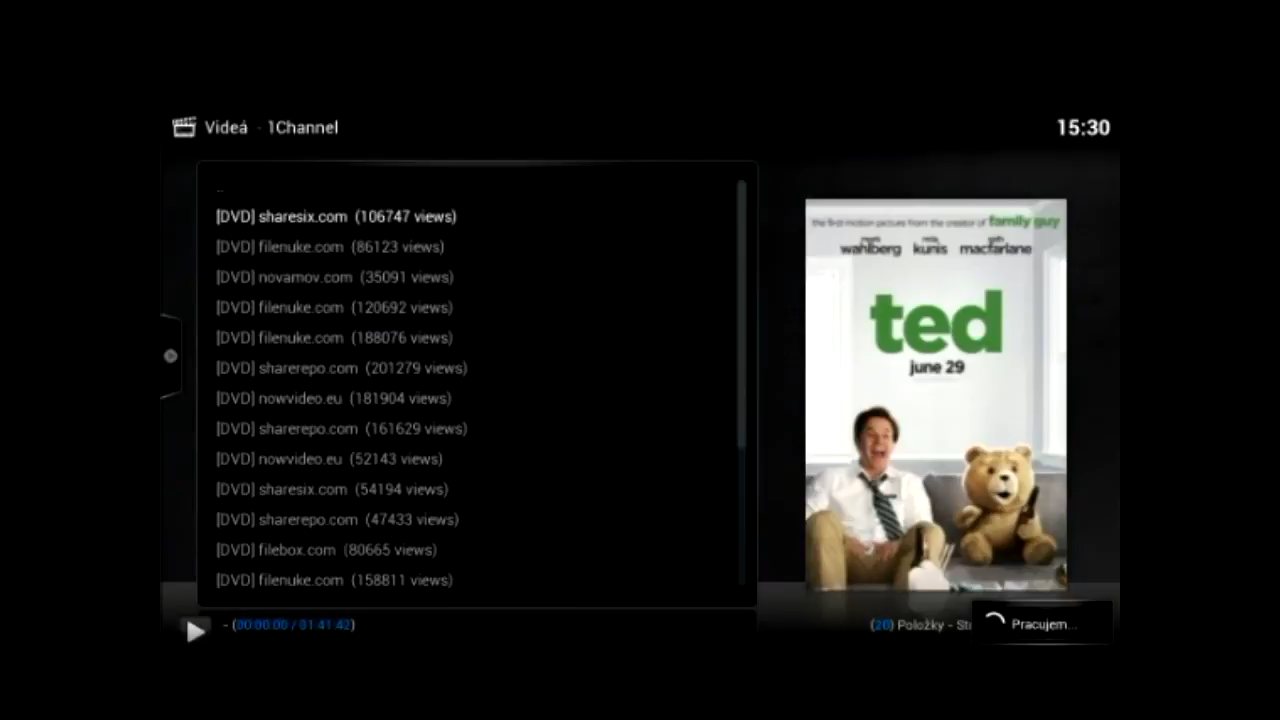 Videá - 1Channel
15:30
..
[DVD] sharesix.com (106747 views)
[DVD] filenuke.com (86123 views)
[DVD] novamov.com (35091 views)
[DVD] filenuke.com (120692 views)
[DVD] filenuke.com (188076 views)
[DVD] sharerepo.com (201279 views)
[DVD] nowvideo.eu (181904 views)
[DVD] sharerepo.com (161629 views)
[DVD] nowvideo.eu (52143 views)
[DVD] sharesix.com (54194 views)
[DVD] sharerepo.com (47433 views)
[DVD] filebox.com (80665 views)
[DVD] filenuke.com (158811 views)
the first motion picture from the creator of family guy
wahlberg kunis macfarlane
ted
june 29
- (00:00:00 / 01:41:42)
(20) Položky -
Pracujem...